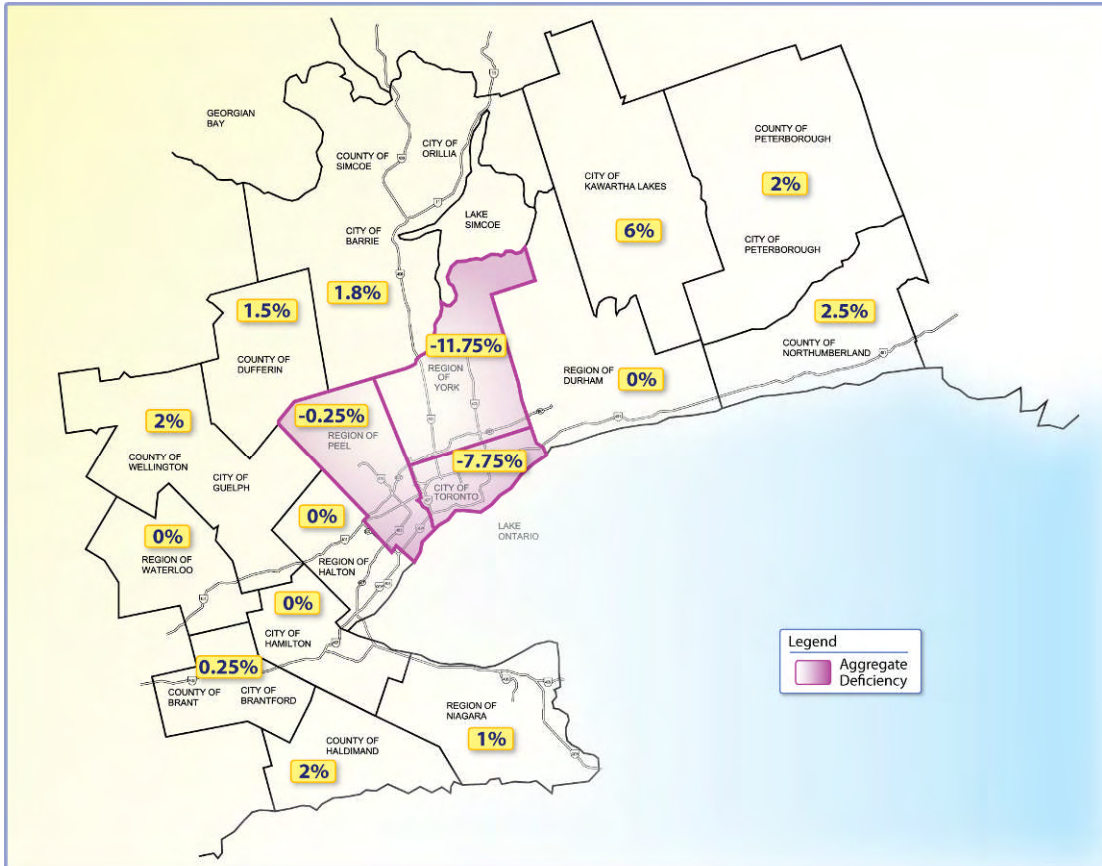 GEORGIAN
BAY
COUNTY OF
SIMCOE
CITY OF
ORILLIA
COUNTY OF
PETERBOROUGH
2%
CITY OF
KAWARTHA LAKES
6%
CITY OF
PETERBOROUGH
LAKE
SIMCOE
CITY OF
BARRIE
1.8%
1.5%
COUNTY OF
DUFFERIN
2.5%
COUNTY OF
NORTHUMBERLAND
-11.75%
REGION
OF
YORK
REGION OF
DURHAM
0%
-0.25%
REGION
OF PEEL
2%
COUNTY OF
WELLINGTON
CITY OF
GUELPH
-7.75%
CITY OF
TORONTO
LAKE
ONTARIO
0%
REGION OF
HALTON
0%
REGION OF
WATERLOO
0%
CITY OF
HAMILTON
0.25%
COUNTY OF
BRANT
CITY OF
BRANTFORD
REGION OF
NIAGARA
1%
COUNTY OF
HALDIMAND
2%
Legend
Aggregate
Deficiency